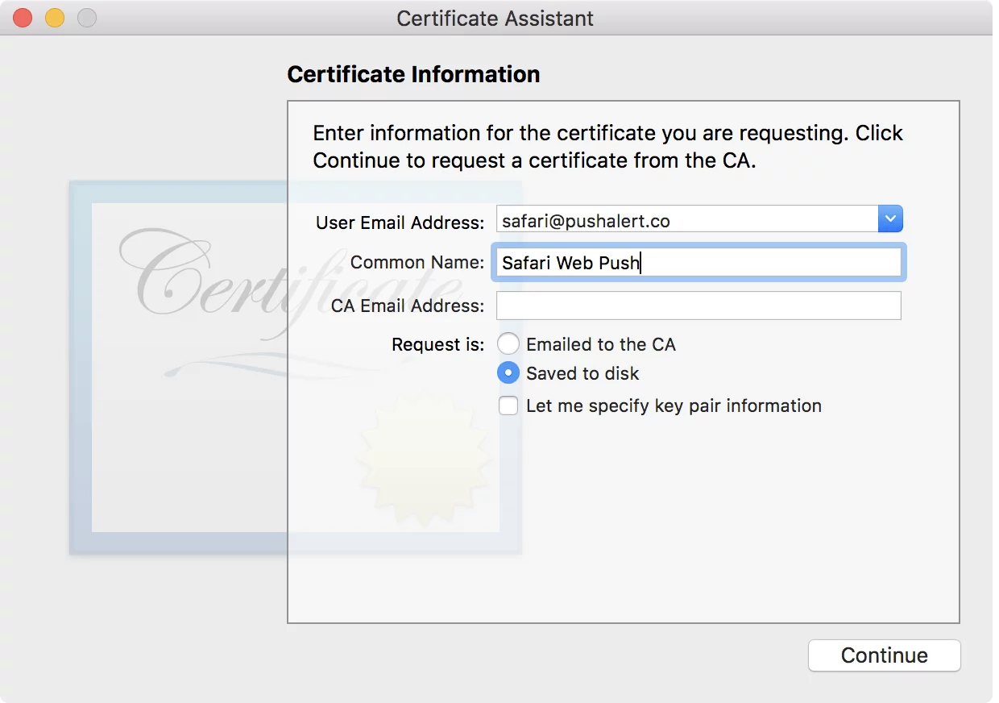 Certificate Assistant
Certificate Information
Enter information for the certificate you are requesting. Click
Continue to request a certificate from the CA.
Certificate
User Email Address: safari@pushalert.co
Common Name: Safari Web Push
CA Email Address:
Request is: Emailed to the CA
Saved to disk
Let me specify key pair information
Continue